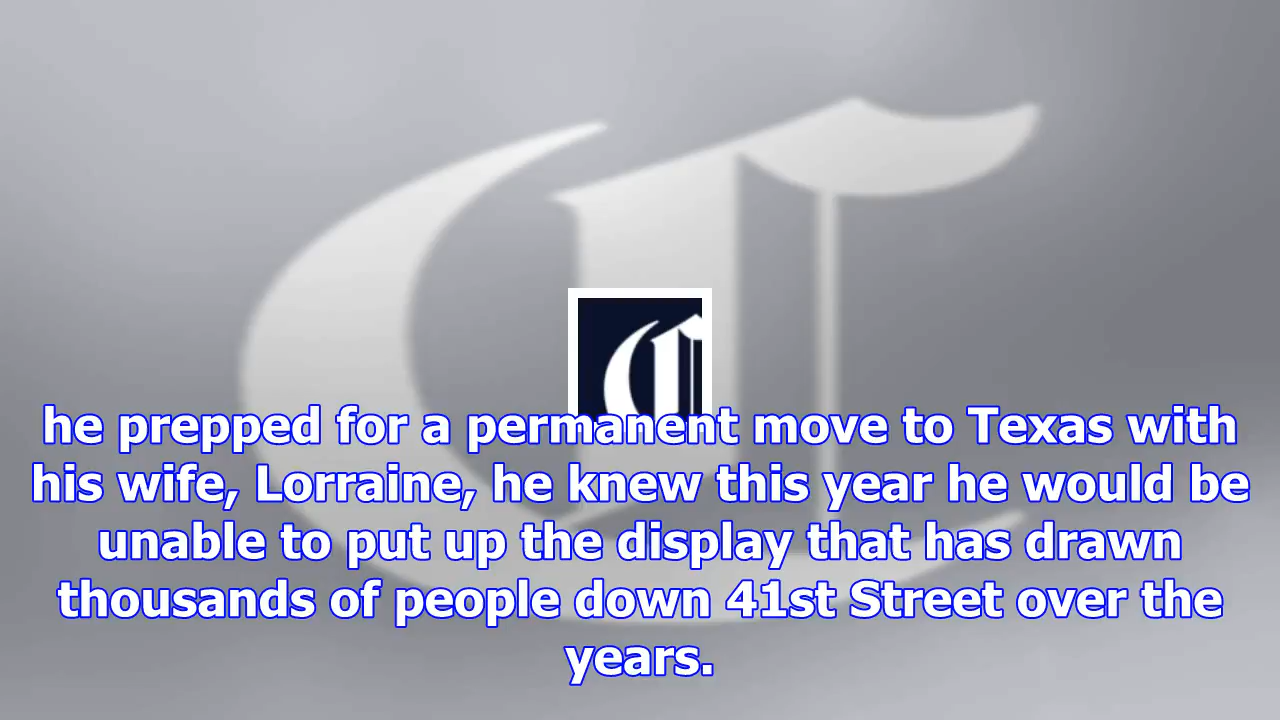 he prepped for a permanent move to Texas with
his wife, Lorraine, he knew this year he would be
unable to put up the display that has drawn
thousands of people down 41st Street over the
years.